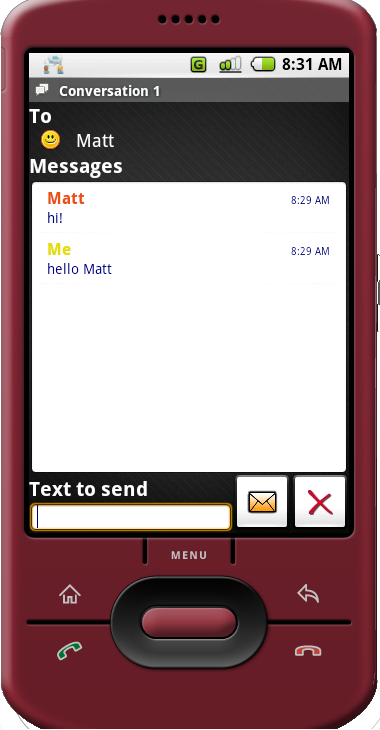 G 8:31 AM
Conversation 1
To
Matt
Messages
Matt 8:29 AM
hi!
Me 8:29 AM
hello Matt
Text to send
MENU